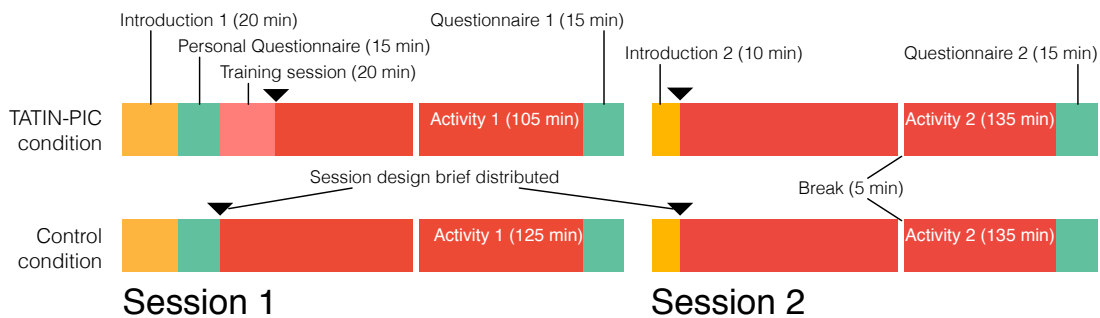 Introduction 1 (20 min)
Questionnaire 1 (15 min)
Personal Questionnaire (15 min)
Introduction 2 (10 min)
Questionnaire 2 (15 min)
Training session (20 min)
TATIN-PIC
condition
Activity 1 (105 min)
Activity 2 (135 min)
Session design brief distributed
Break (5 min)
Control
condition
Activity 1 (125 min)
Activity 2 (135 min)
Session 1
Session 2